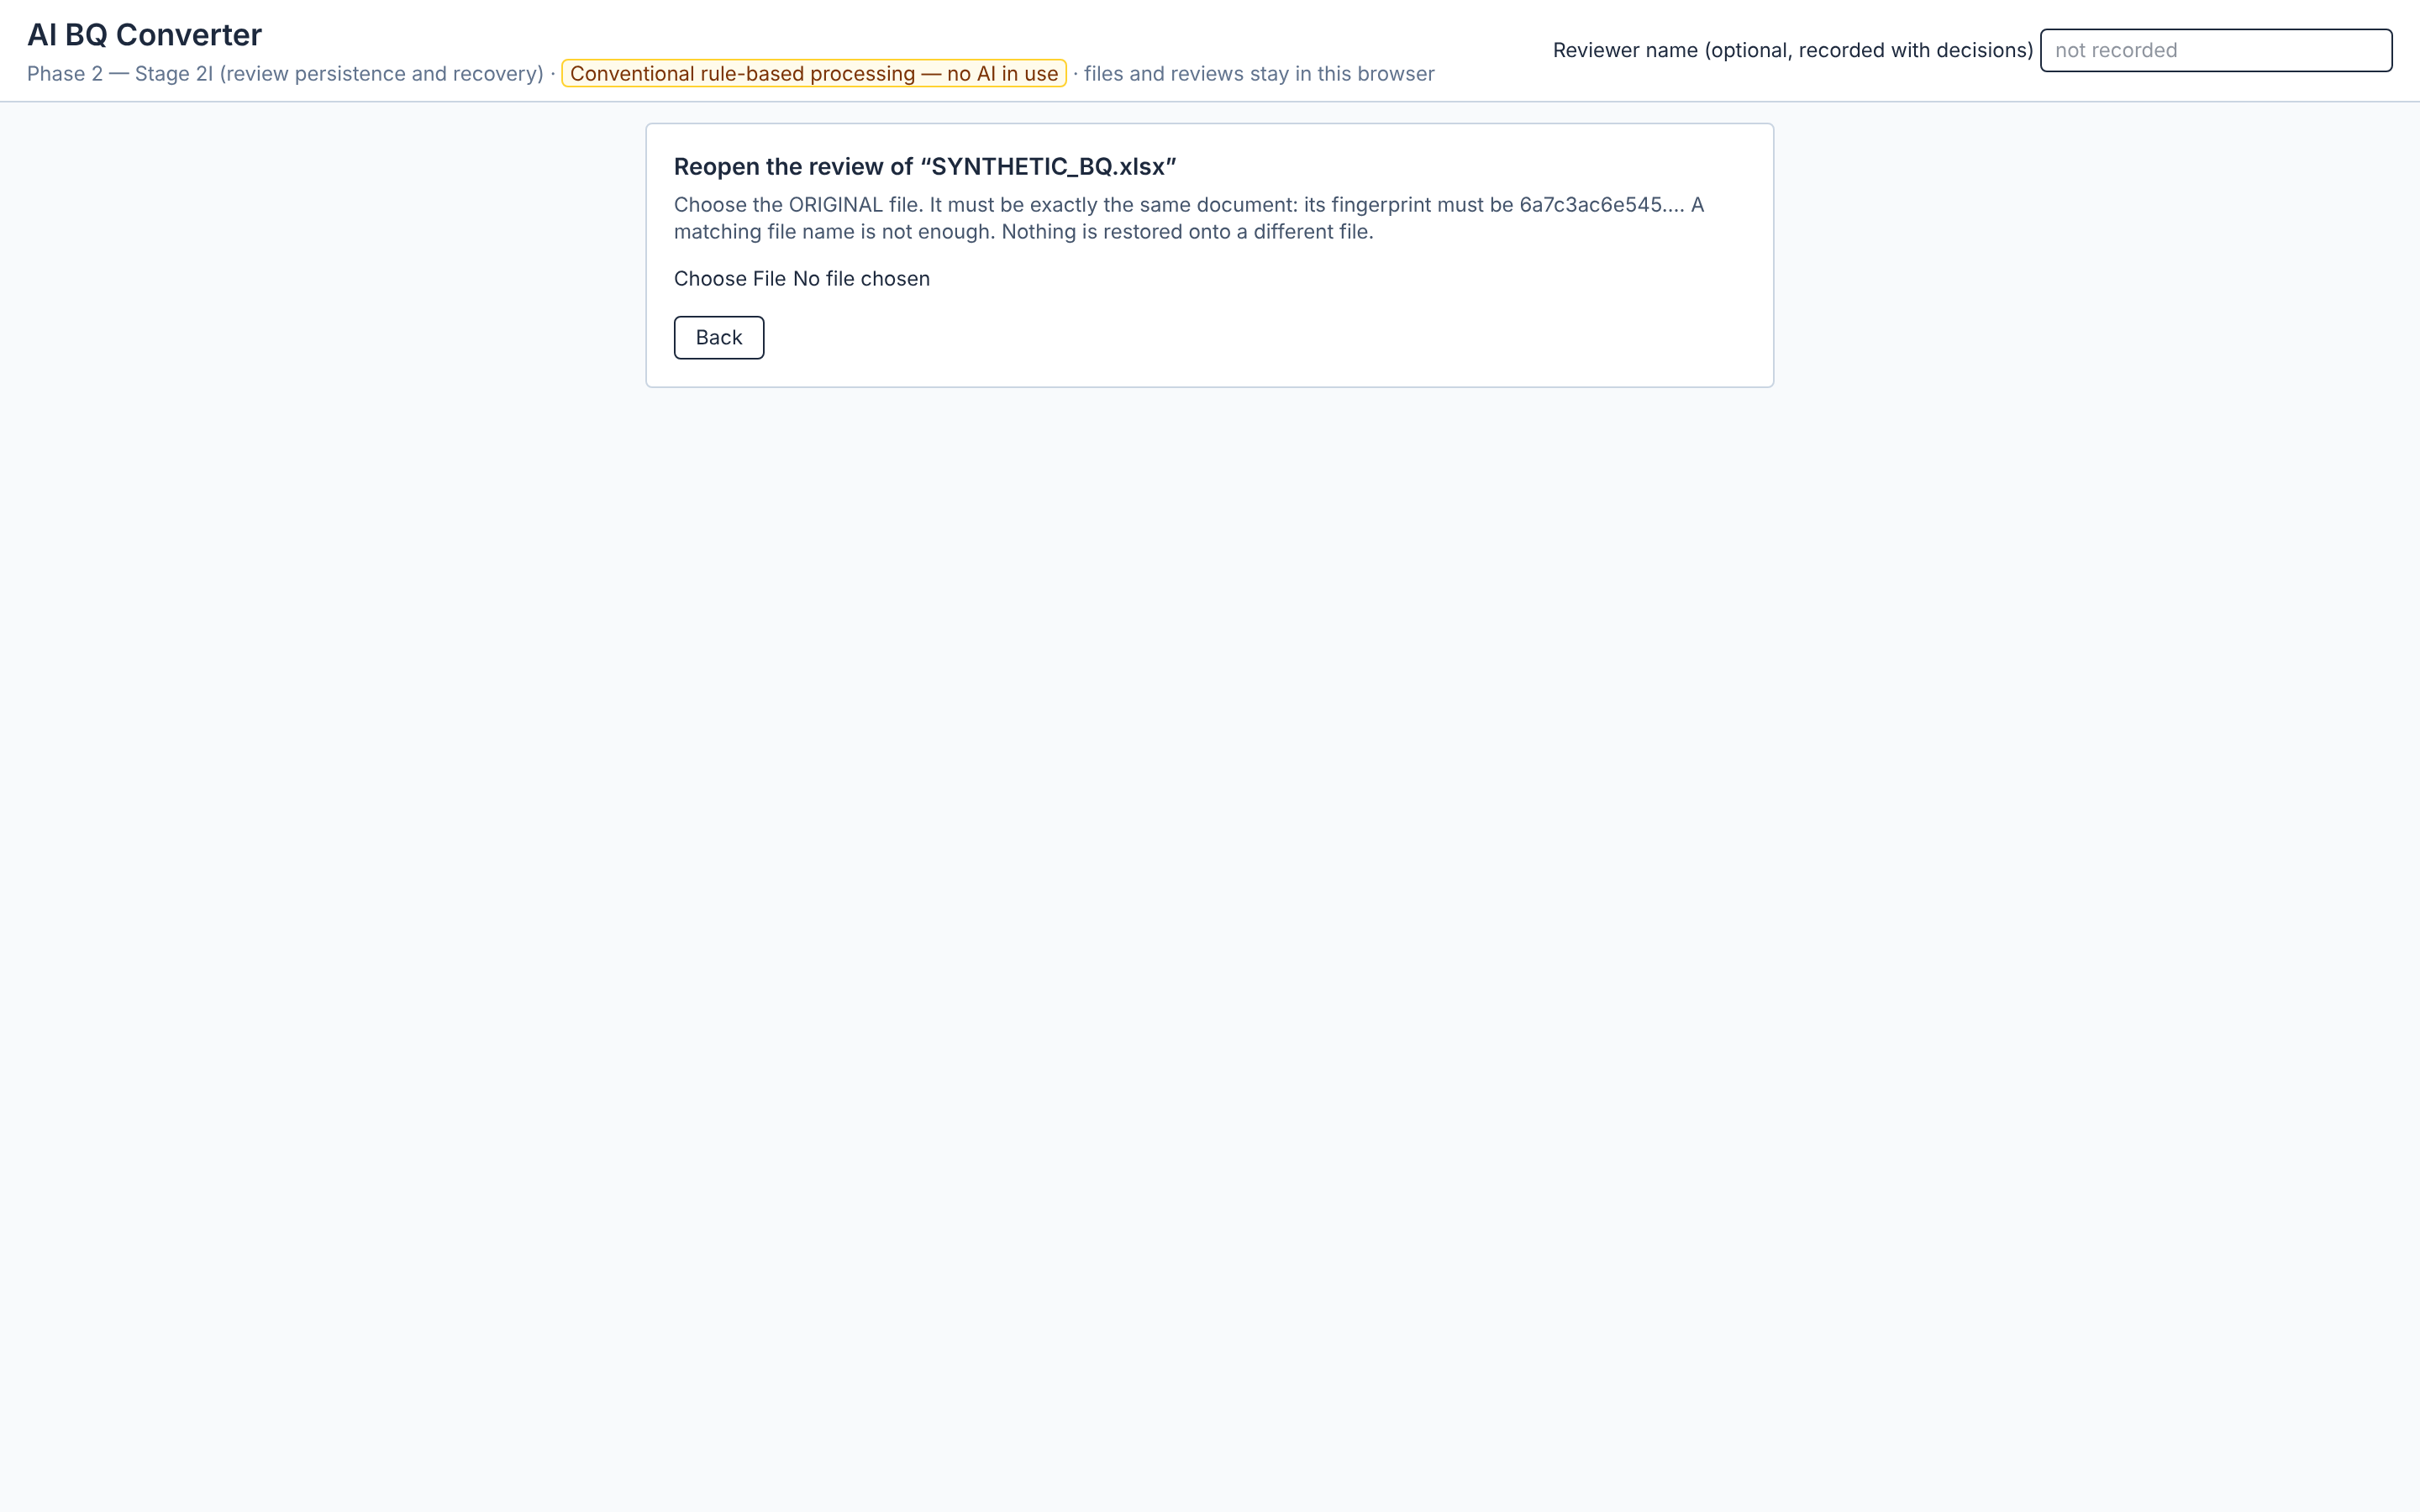 AI BQ Converter
Phase 2 — Stage 2I (review persistence and recovery) · Conventional rule-based processing — no AI in use · files and reviews stay in this browser
Reviewer name (optional, recorded with decisions) not recorded
Reopen the review of “SYNTHETIC_BQ.xlsx”
Choose the ORIGINAL file. It must be exactly the same document: its fingerprint must be 6a7c3ac6e545…. A
matching file name is not enough. Nothing is restored onto a different file.
Choose File No file chosen
Back